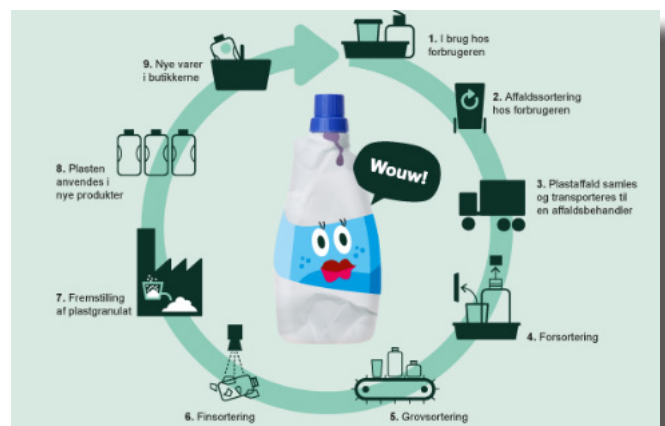 1. I brug hos
forbrugeren
2. Affaldssortering
hos forbrugeren
3. Plastaffald samles
og transporteres til
en affaldsbehandler
4. Forsortering
5. Grovsortering
6. Finsortering
7. Fremstilling
af plastgranulat
8. Plasten
anvendes i
nye produkter
9. Nye varer
i butikkerne
Wouw!